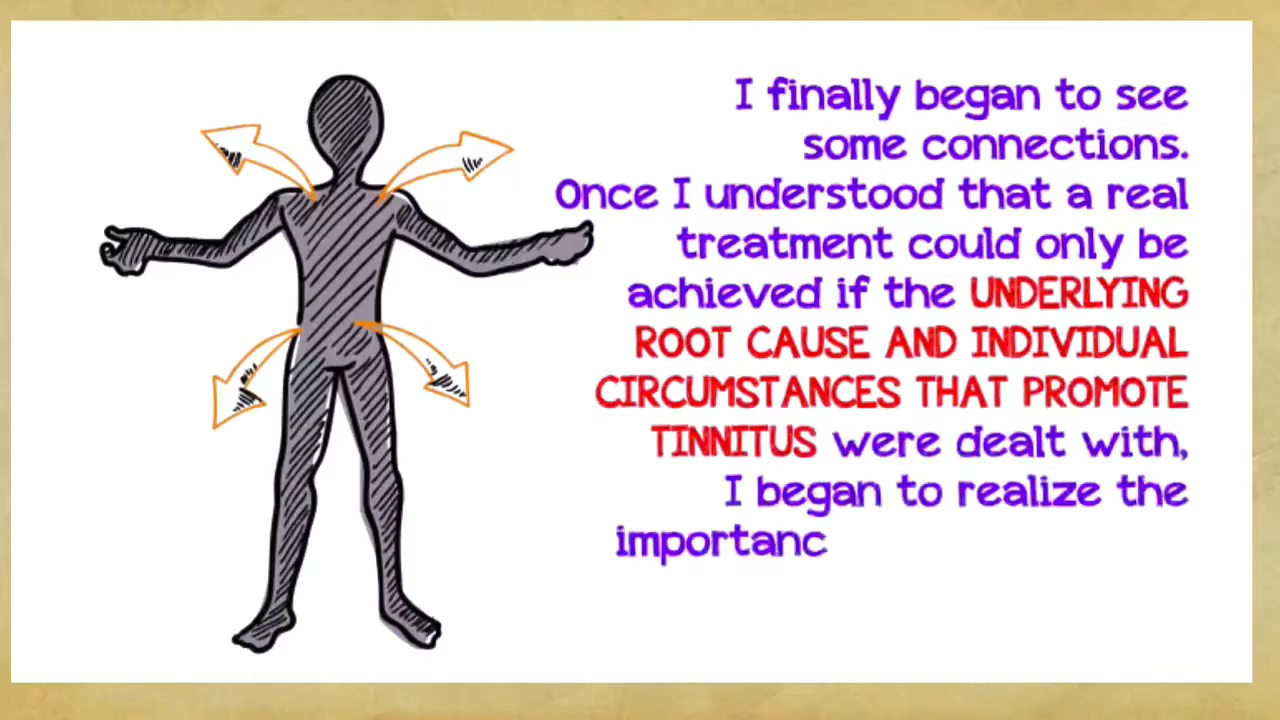 I finally began to see
some connections.
Once I understood that a real
treatment could only be
achieved if the UNDERLYING
ROOT CAUSE AND INDIVIDUAL
CIRCUMSTANCES THAT PROMOTE
TINNITUS were dealt with,
I began to realize the
importanc